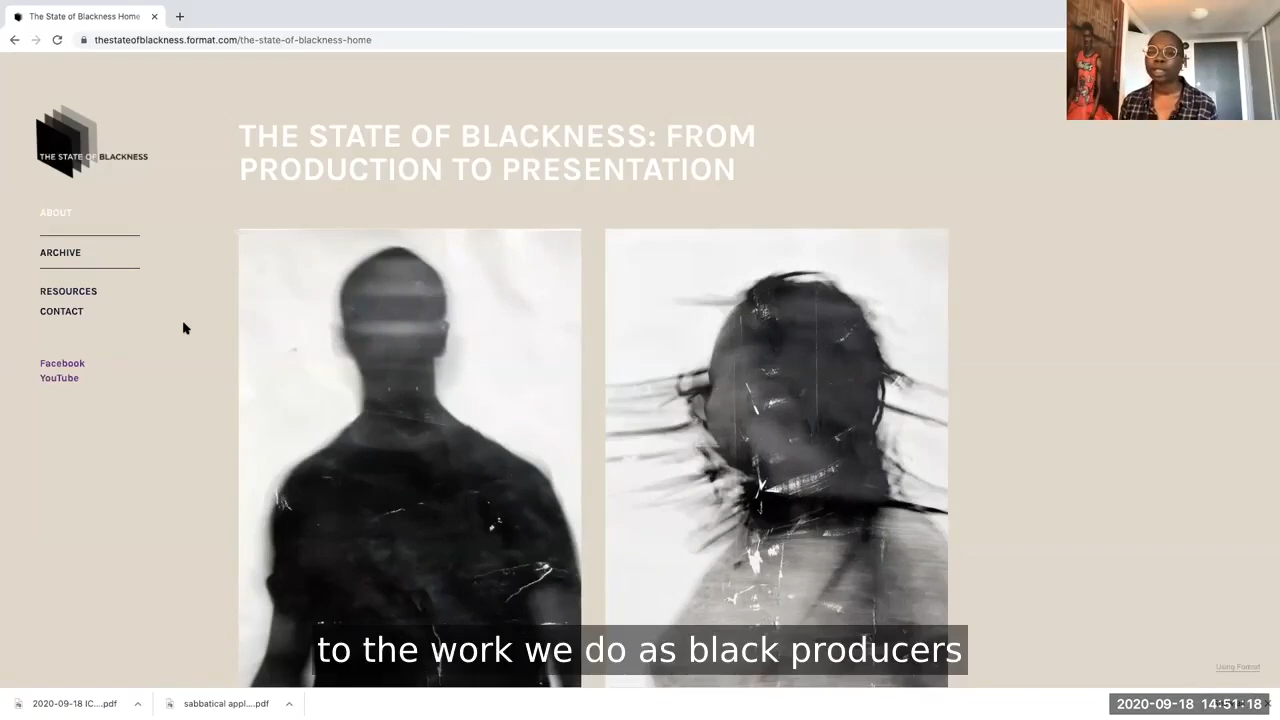 The State of Blackness Home
thestateofblackness.format.com/the-state-of-blackness-home
THE STATE OF BLACKNESS
THE STATE OF BLACKNESS: FROM
PRODUCTION TO PRESENTATION
ABOUT
ARCHIVE
RESOURCES
CONTACT
Facebook
YouTube
to the work we do as black producers
Using Format
2020-09-18 IC....pdf
sabbatical appl....pdf
2020-09-18 14:51:18